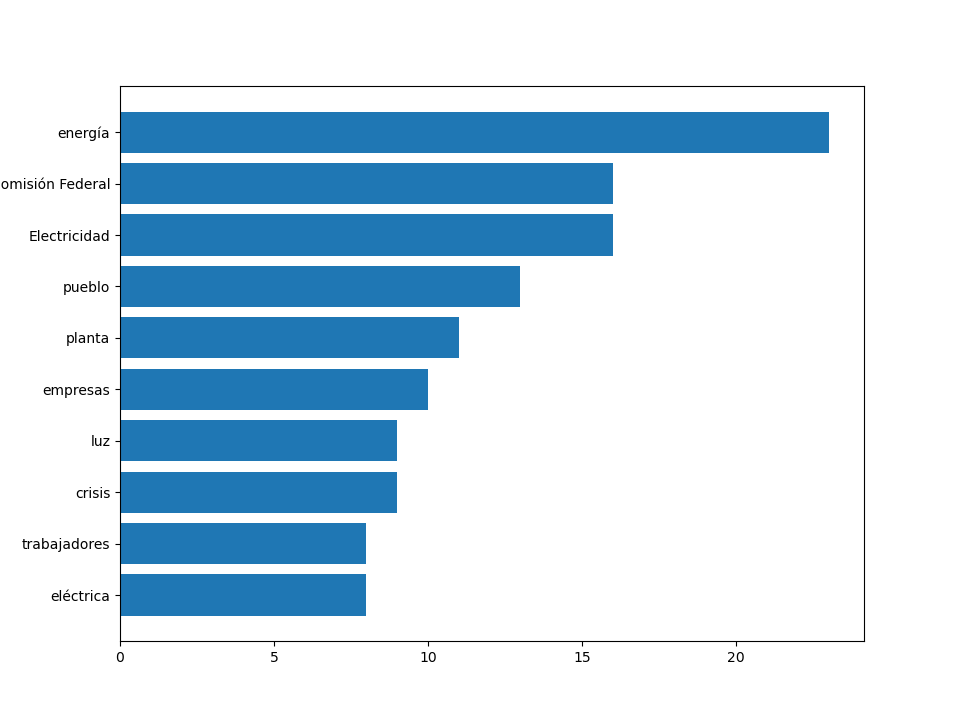 energía
omisión Federal
Electricidad
pueblo
planta
empresas
luz
crisis
trabajadores
eléctrica
0 5 10 15 20